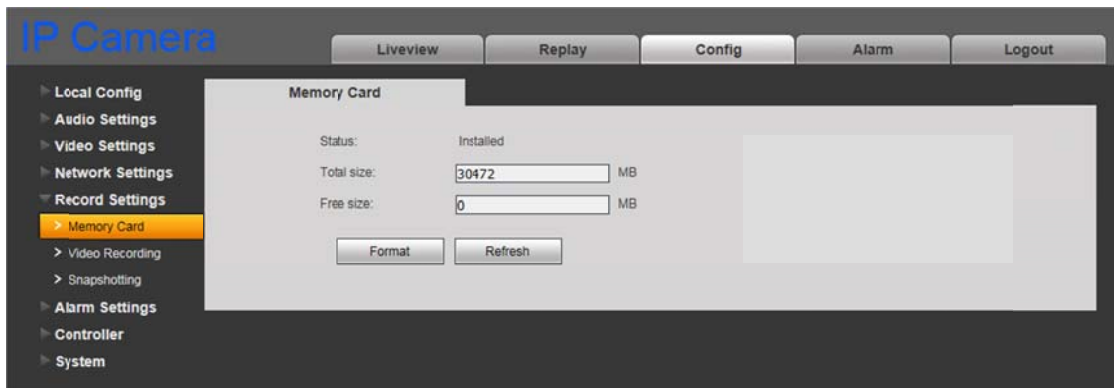 IP Camera
Liveview Replay Config Alarm Logout
Local Config
Audio Settings
Video Settings
Network Settings
Record Settings
> Memory Card
> Video Recording
> Snapshotting
Alarm Settings
Controller
System
Memory Card
Status: Installed
Total size: 30472 MB
Free size: 0 MB
Format Refresh